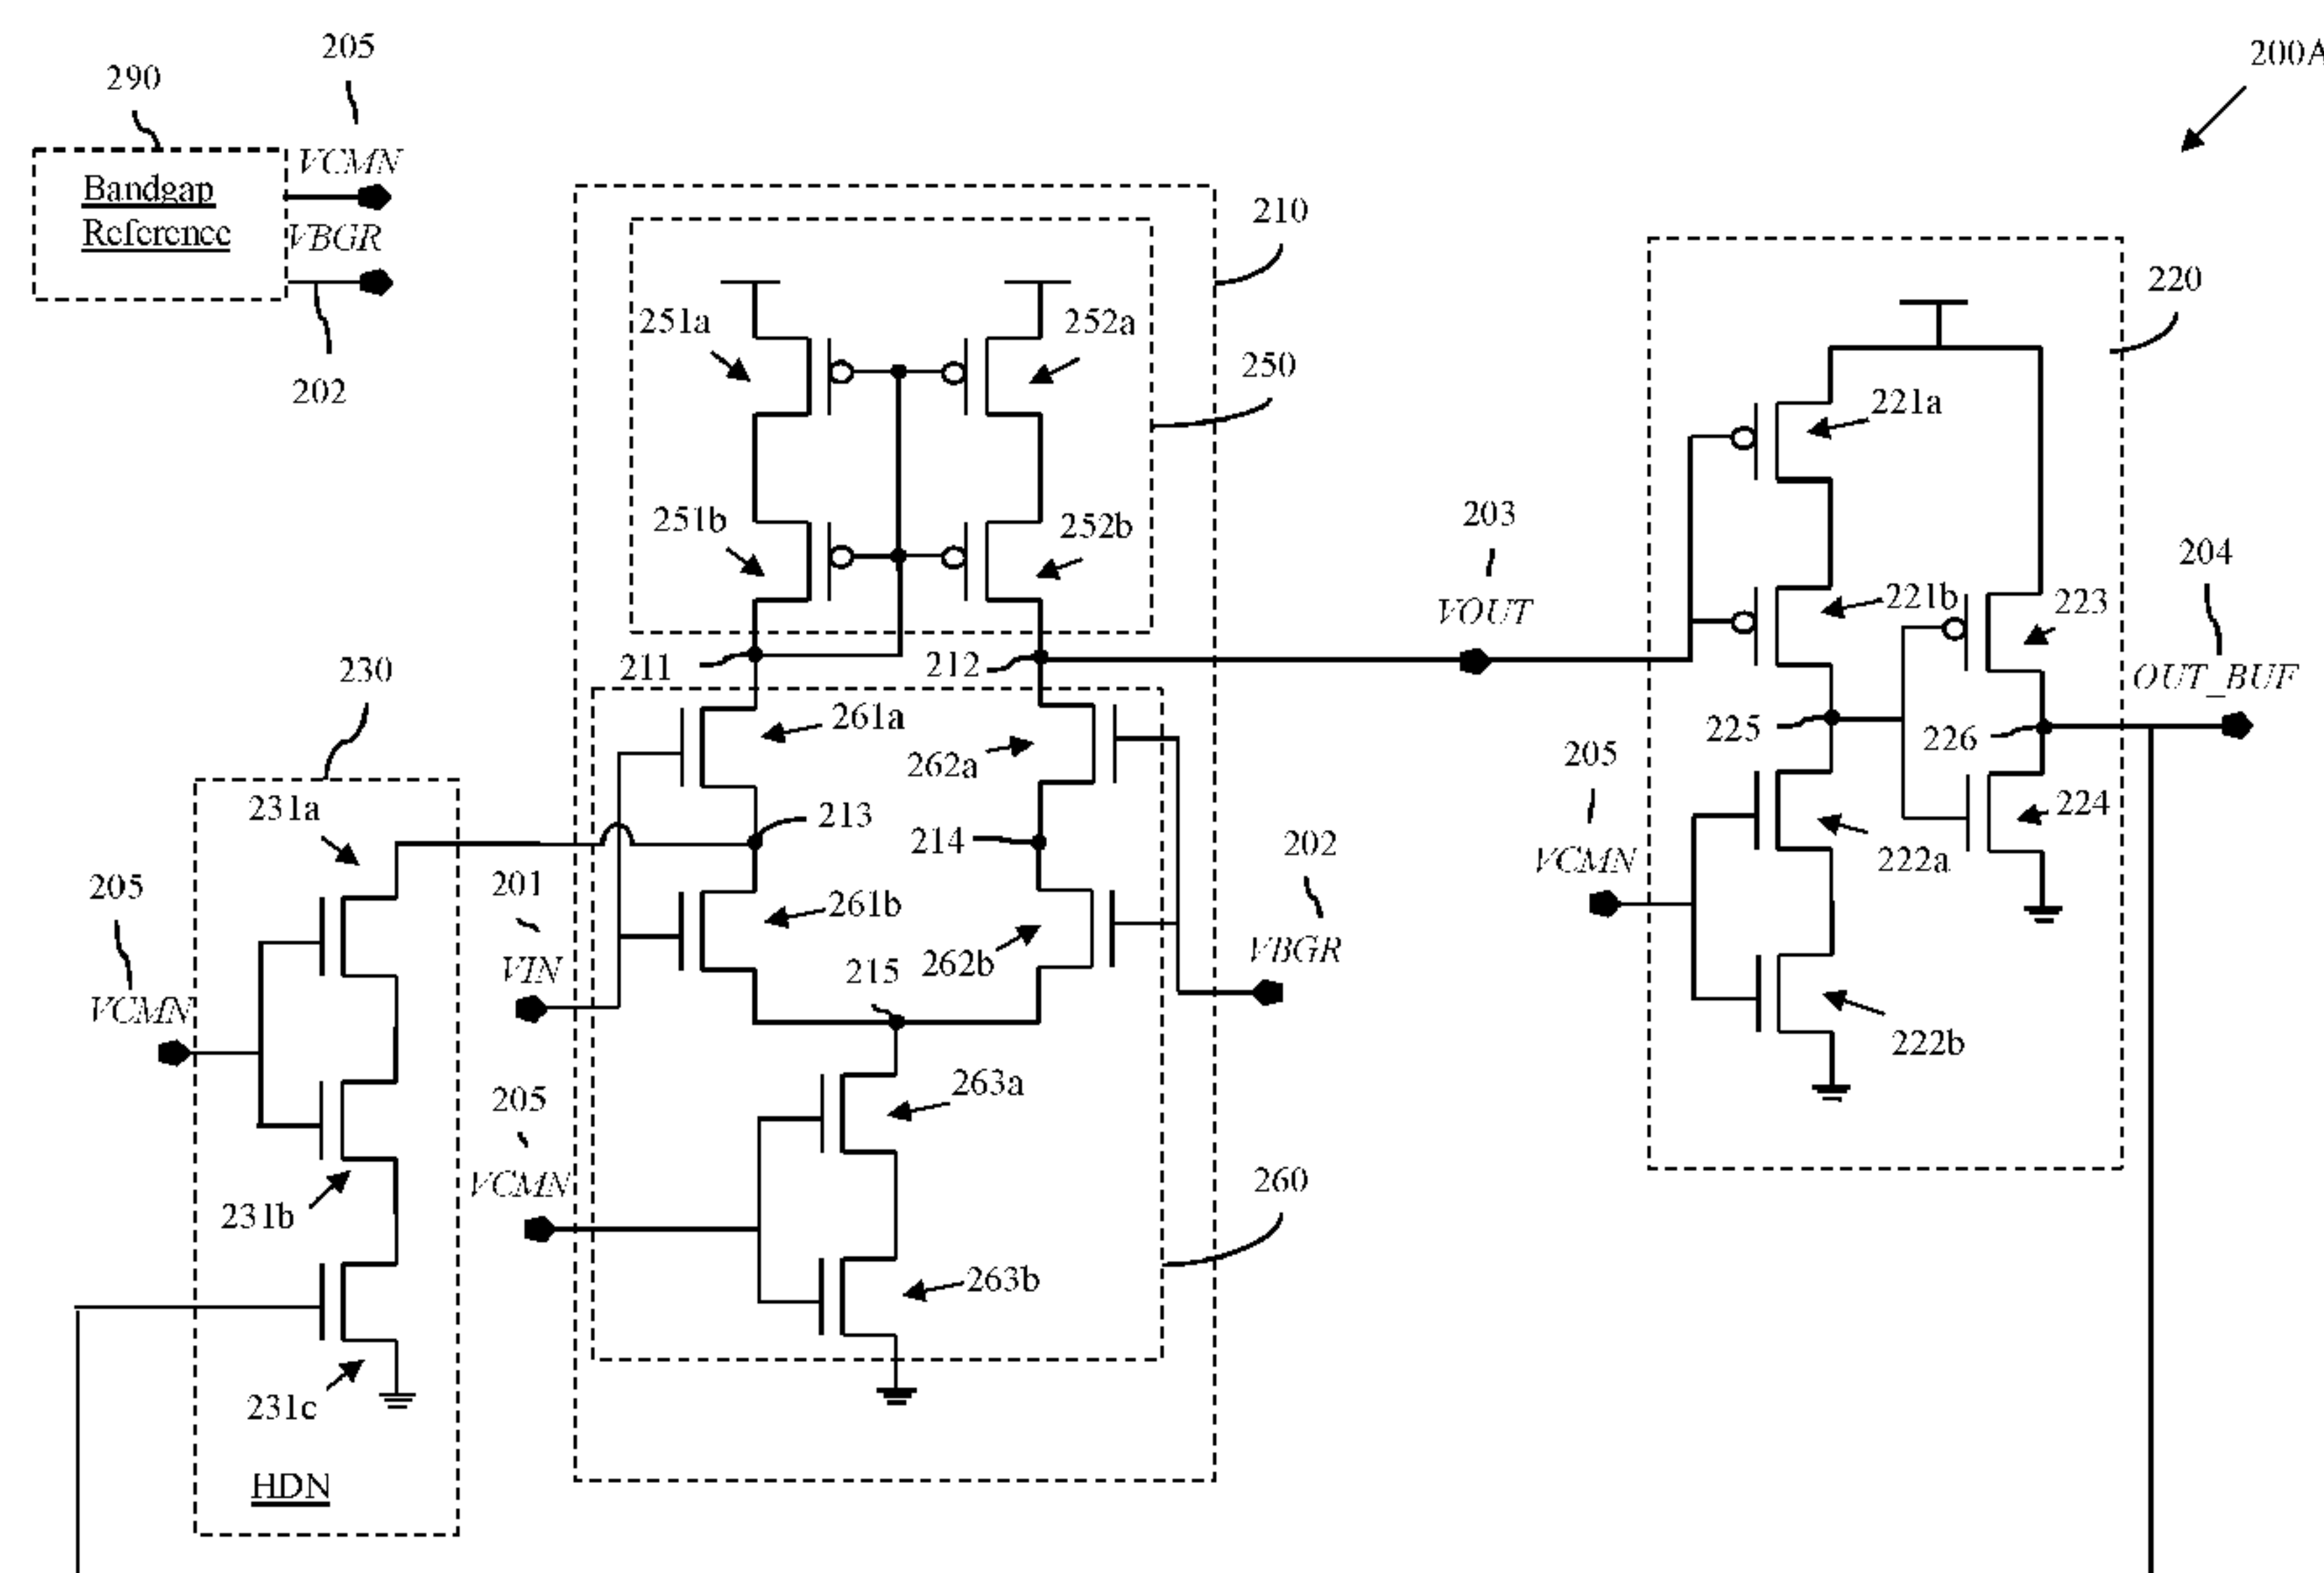 205
200A
290
VCMN
Bandgap
Reference
VBGR
202
210
220
251a
252a
250
221a
251b
252b
203
VOUT
204
221b
223
OUT_BUF
211
212
230
261a
262a
225
226
205
VCMN
224
231a
213
214
202
222a
205
VCMN
201
VIN
261b
262b
215
VBGR
222b
205
VCMN
263a
260
231b
263b
231c
HDN